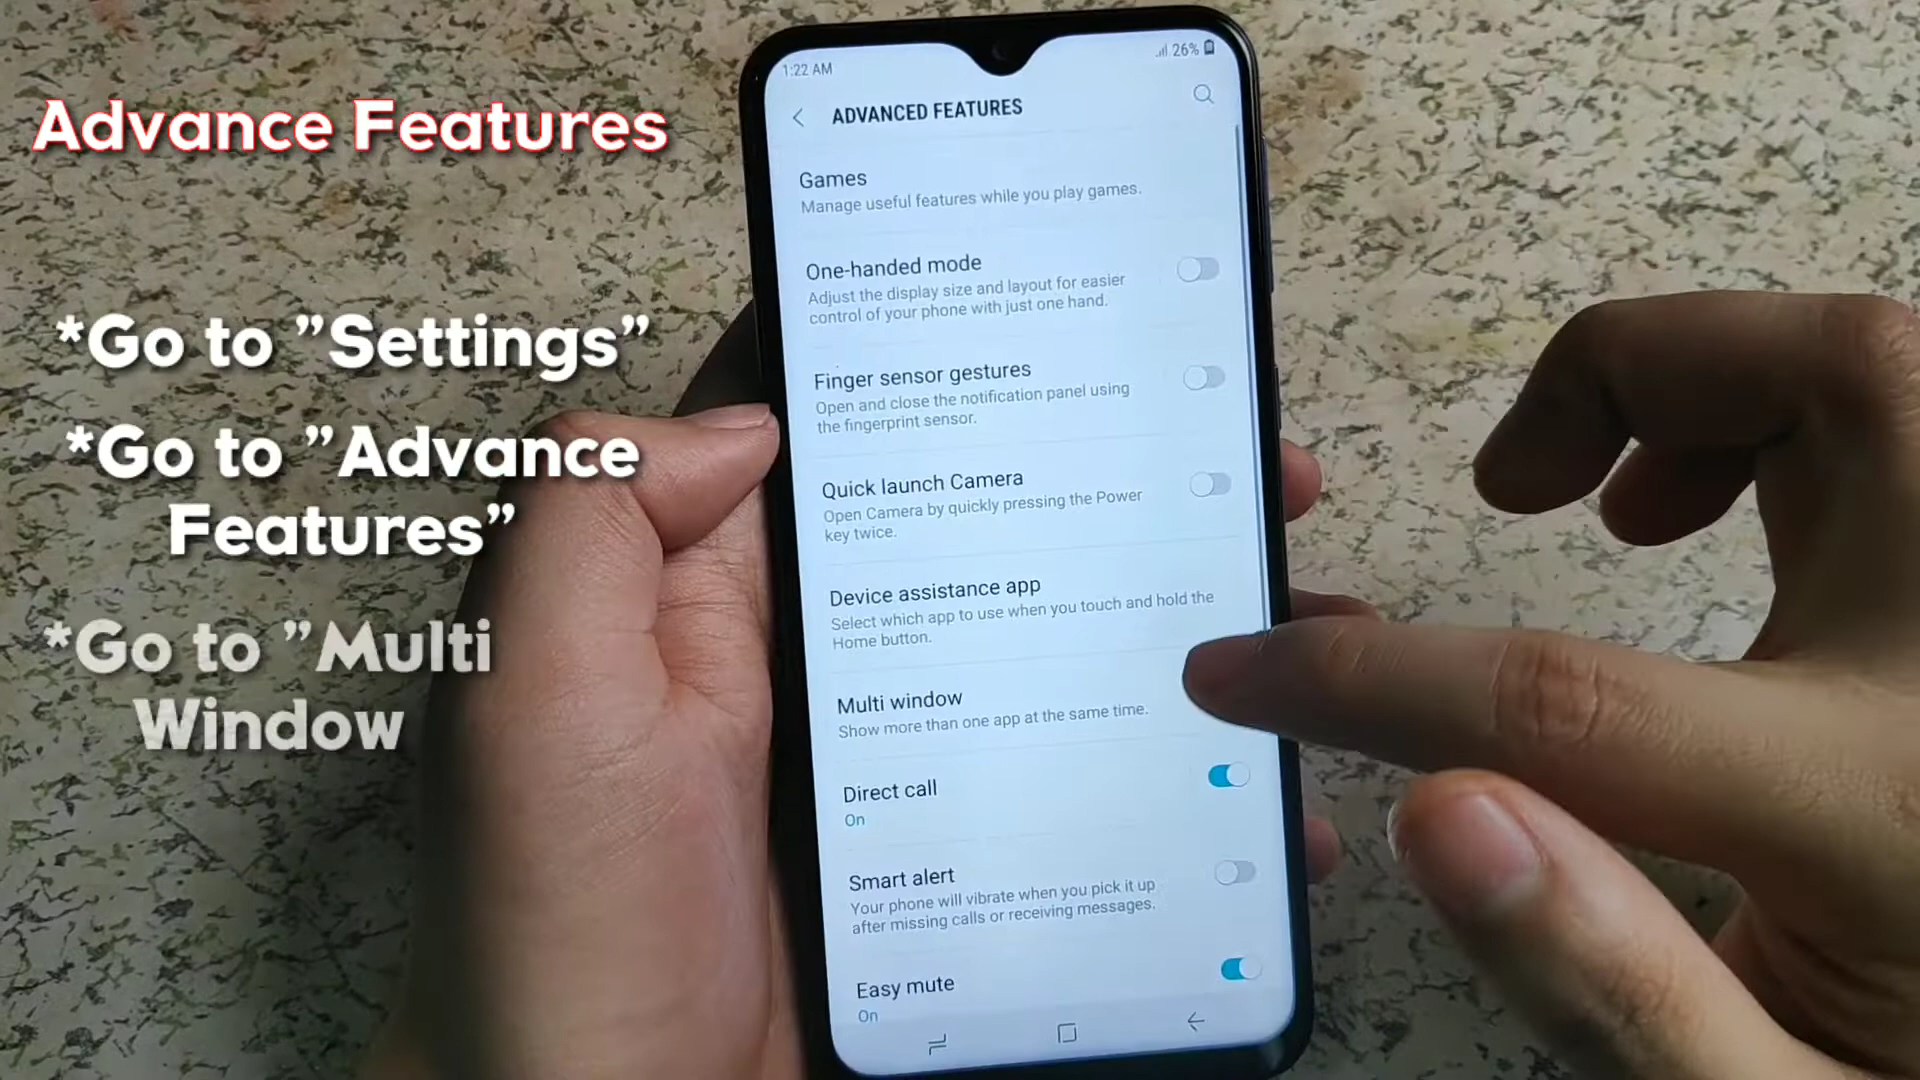 Advance Features
*Go to ”Settings”
*Go to ”Advance
Features”
*Go to ”Multi
Window
1:22 AM
26%
ADVANCED FEATURES
Games
Manage useful features while you play games.
One-handed mode
Adjust the display size and layout for easier
control of your phone with just one hand.
Finger sensor gestures
Open and close the notification panel using
the fingerprint sensor.
Quick launch Camera
Open Camera by quickly pressing the Power
key twice.
Device assistance app
Select which app to use when you touch and hold the
Home button.
Multi window
Show more than one app at the same time.
Direct call
On
Smart alert
Your phone will vibrate when you pick it up
after missing calls or receiving messages.
Easy mute
On